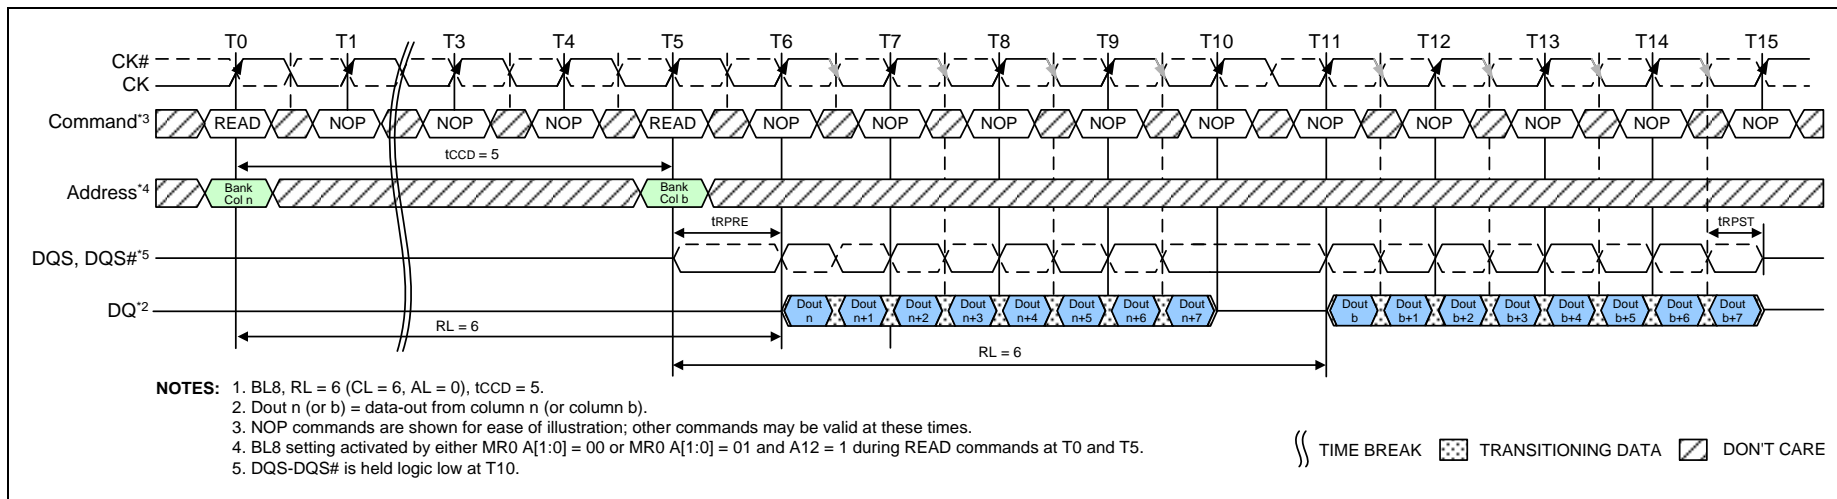 T0 T1 T3 T4 T5 T6 T7 T8 T9 T10 T11 T12 T13 T14 T15
CK#
CK
Command*3 READ NOP NOP NOP READ NOP NOP NOP NOP NOP NOP NOP NOP NOP NOP
tCCD = 5
Address*4 Bank Col n Bank Col b
tRPRE tRPST
DQS, DQS#*5
DQ*2 Dout n Dout n+1 Dout n+2 Dout n+3 Dout n+4 Dout n+5 Dout n+6 Dout n+7 Dout b Dout b+1 Dout b+2 Dout b+3 Dout b+4 Dout b+5 Dout b+6 Dout b+7
RL = 6
RL = 6
NOTES: 1. BL8, RL = 6 (CL = 6, AL = 0), tCCD = 5.
2. Dout n (or b) = data-out from column n (or column b).
3. NOP commands are shown for ease of illustration; other commands may be valid at these times.
4. BL8 setting activated by either MR0 A[1:0] = 00 or MR0 A[1:0] = 01 and A12 = 1 during READ commands at T0 and T5.
5. DQS-DQS# is held logic low at T10.
TIME BREAK TRANSITIONING DATA DON'T CARE